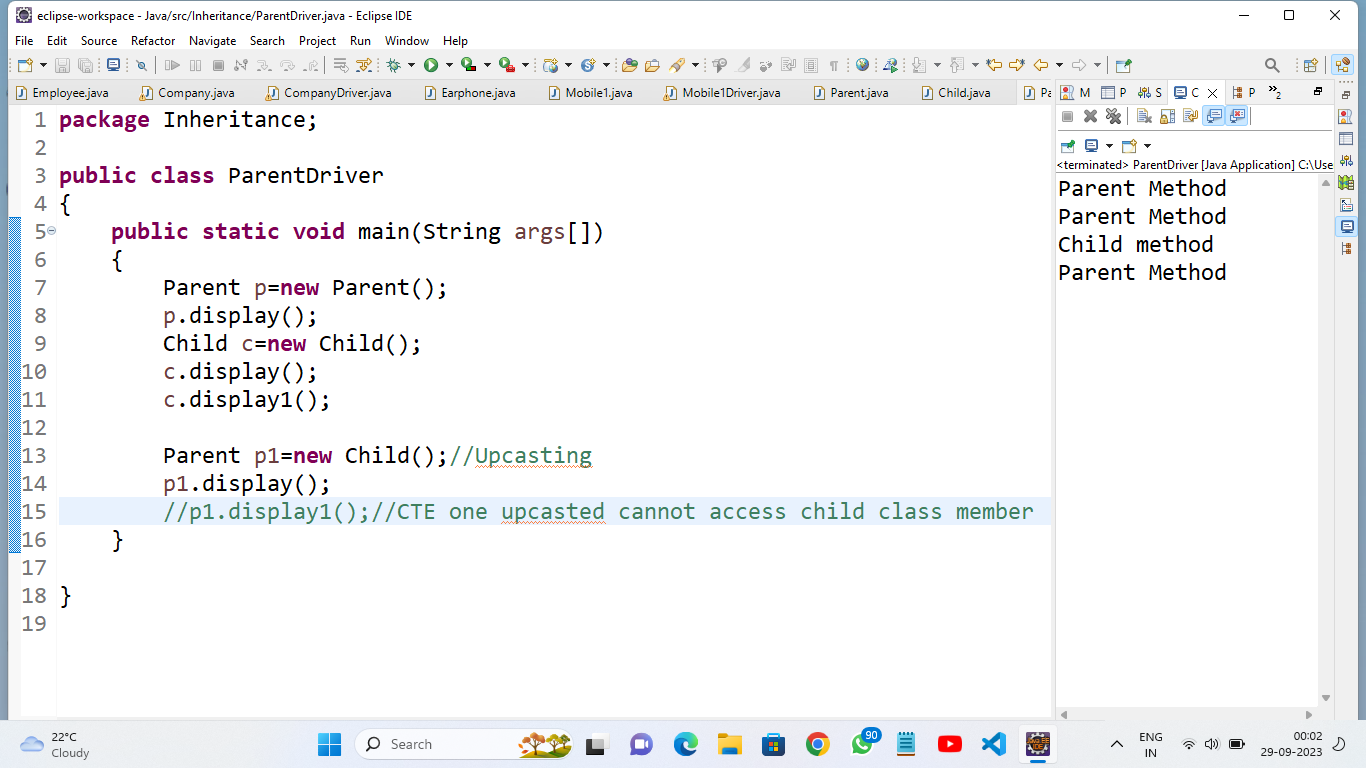 eclipse-workspace - Java/src/Inheritance/ParentDriver.java - Eclipse IDE
File Edit Source Refactor Navigate Search Project Run Window Help
Employee.java Company.java CompanyDriver.java Earphone.java Mobile1.java Mobile1Driver.java Parent.java Child.java Pa M P S C P »2
<terminated> ParentDriver [Java Application] C:\Use
1 package Inheritance;
2
3 public class ParentDriver
4 {
5 public static void main(String args[])
6 {
7 Parent p=new Parent();
8 p.display();
9 Child c=new Child();
10 c.display();
11 c.display1();
12
13 Parent p1=new Child();//Upcasting
14 p1.display();
15 //p1.display1();//CTE one upcasted cannot access child class member
16 }
17
18 }
19
Parent Method
Parent Method
Child method
Parent Method
22°C
Cloudy
Search
90
ENG
IN
00:02
29-09-2023